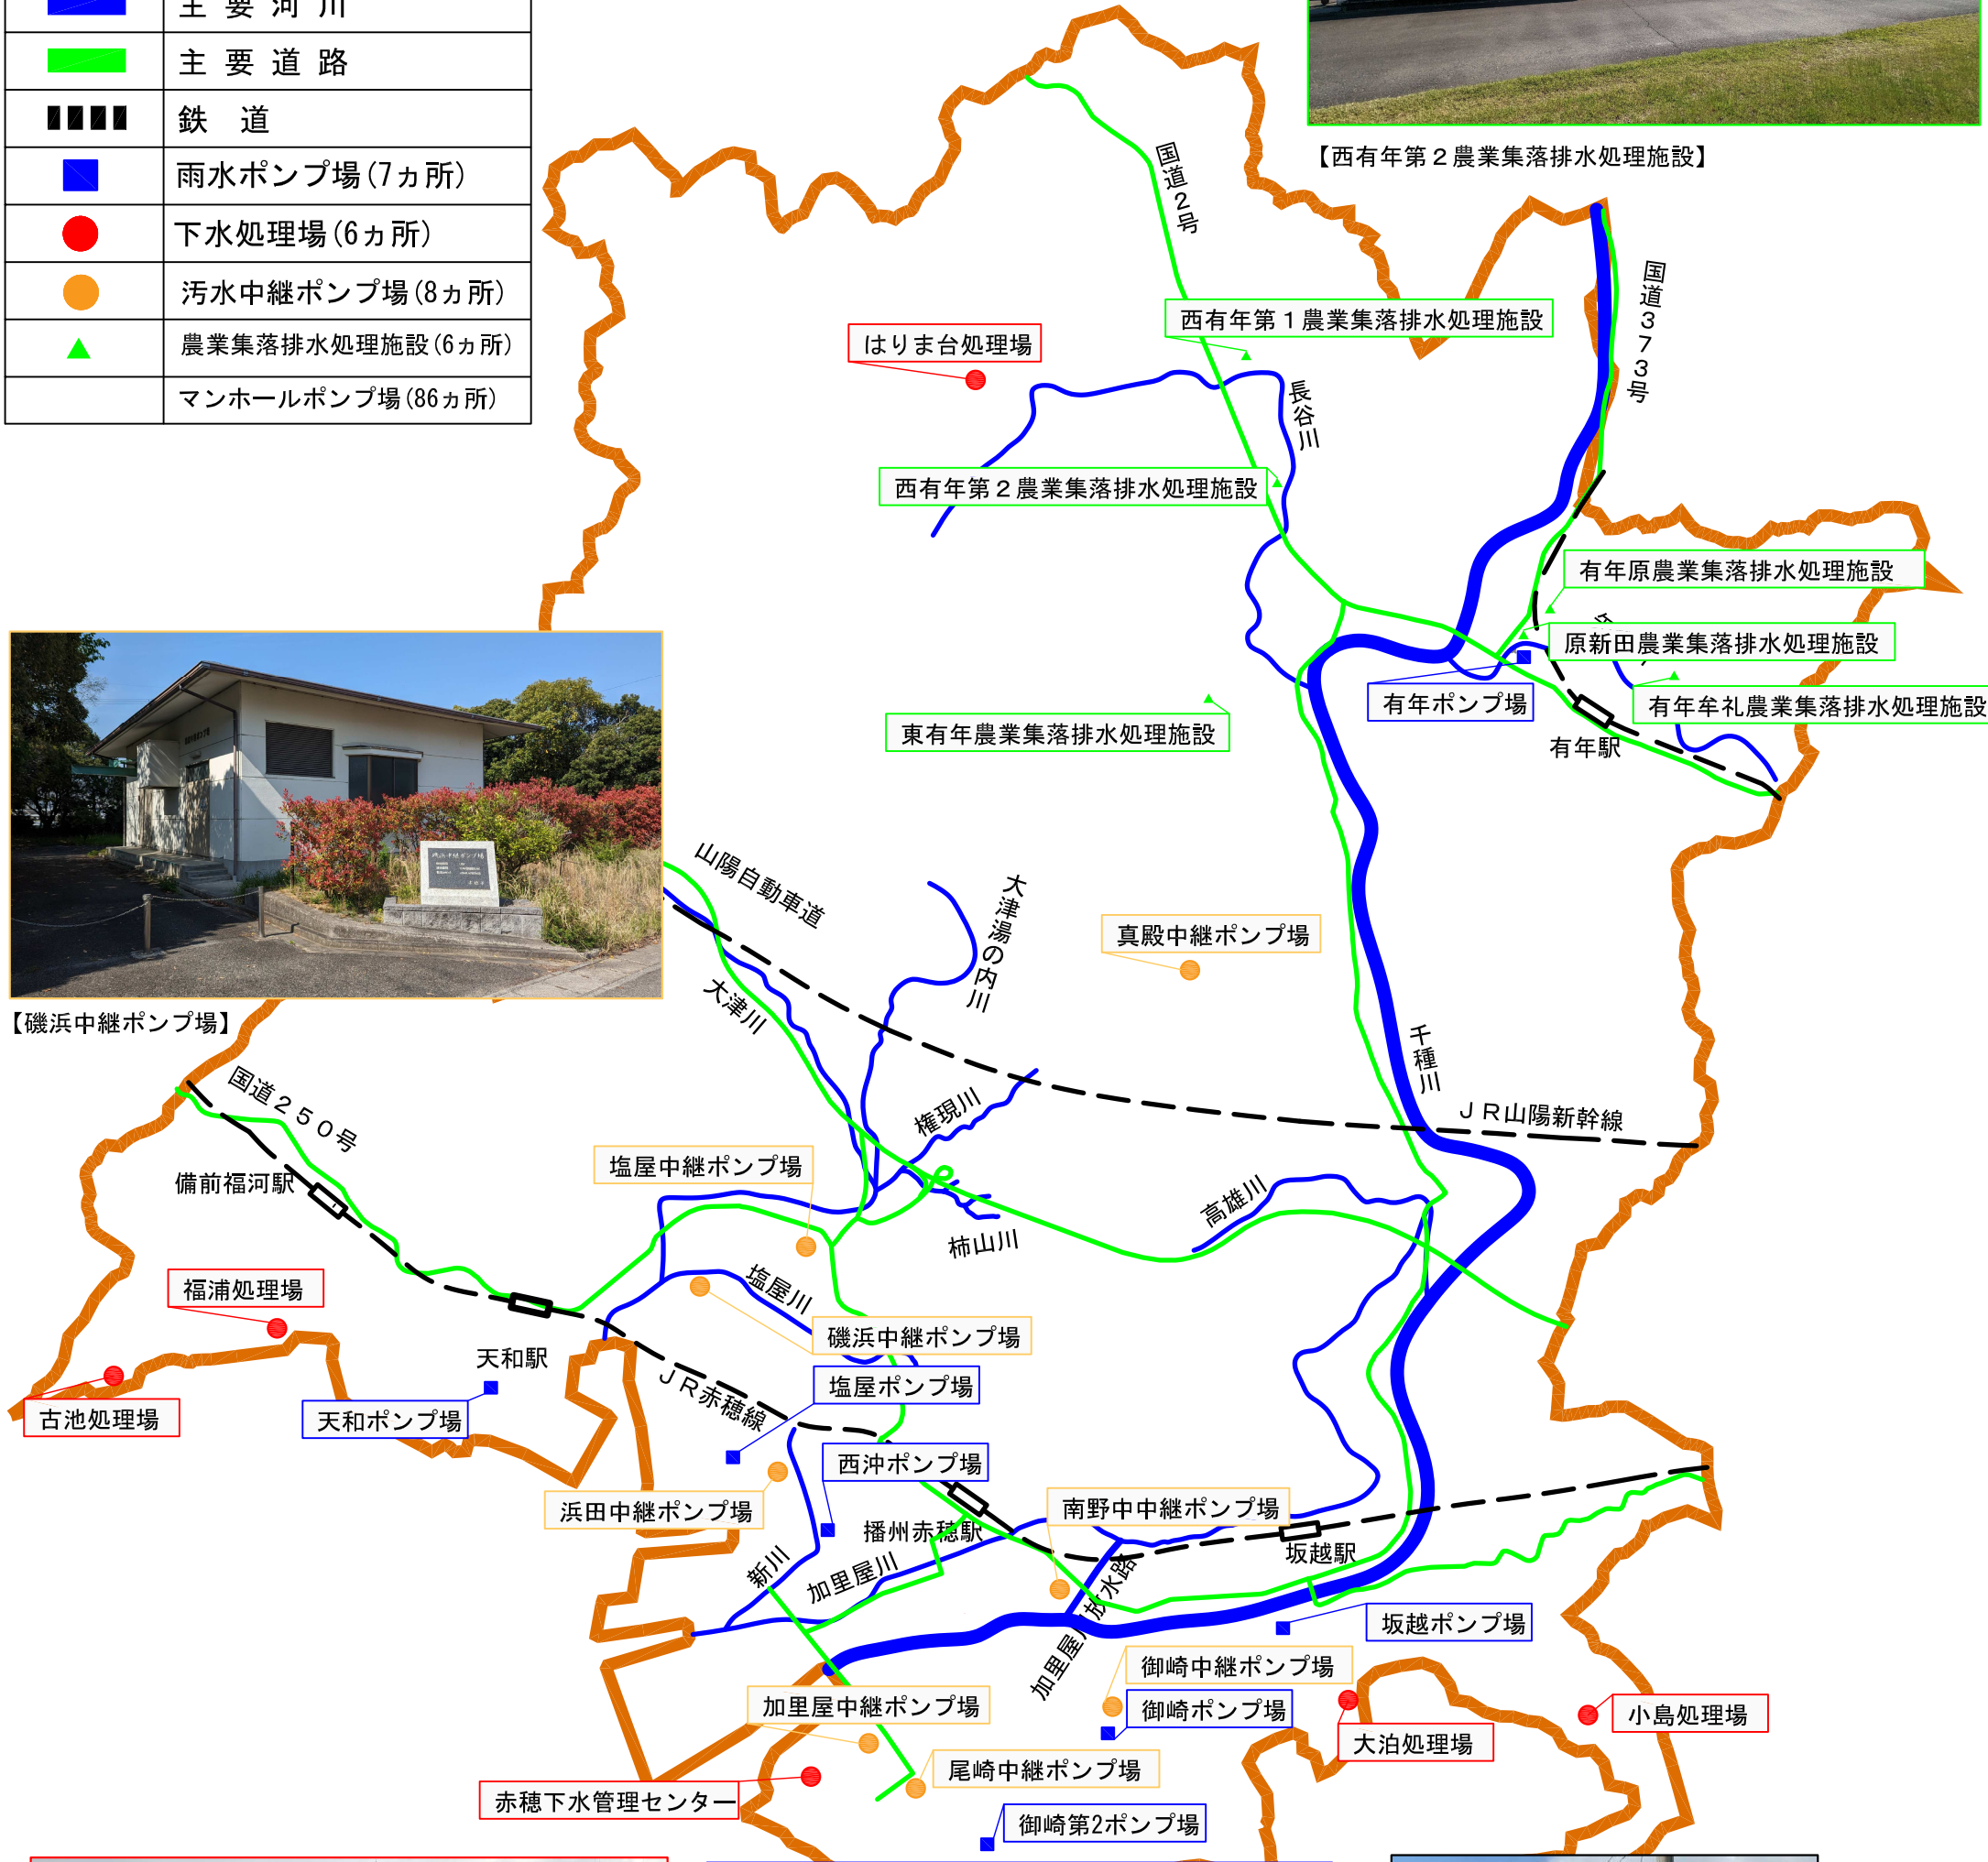 主要河川
主要道路
鉄 道
雨水ポンプ場(7ヵ所)
下水処理場(6ヵ所)
汚水中継ポンプ場(8ヵ所)
農業集落排水処理施設(6ヵ所)
マンホールポンプ場(86ヵ所)
【西有年第２農業集落排水処理施設】
国道２号
国道３７３号
西有年第１農業集落排水処理施設
はりま台処理場
長谷川
西有年第２農業集落排水処理施設
有年原農業集落排水処理施設
原新田農業集落排水処理施設
有年ポンプ場
有年牟礼農業集落排水処理施設
東有年農業集落排水処理施設
有年駅
磯浜中継ポンプ場
【磯浜中継ポンプ場】
山陽自動車道
大津湯の内川
真殿中継ポンプ場
大津川
千種川
国道２５０号
権現川
ＪＲ山陽新幹線
塩屋中継ポンプ場
備前福河駅
高雄川
柿山川
福浦処理場
塩屋川
磯浜中継ポンプ場
天和駅
塩屋ポンプ場
ＪＲ赤穂線
古池処理場
天和ポンプ場
西沖ポンプ場
浜田中継ポンプ場
南野中中継ポンプ場
播州赤穂駅
坂越駅
新川
加里屋川
加里屋川放水路
坂越ポンプ場
御崎中継ポンプ場
加里屋中継ポンプ場
御崎ポンプ場
小島処理場
大泊処理場
尾崎中継ポンプ場
赤穂下水管理センター
御崎第2ポンプ場